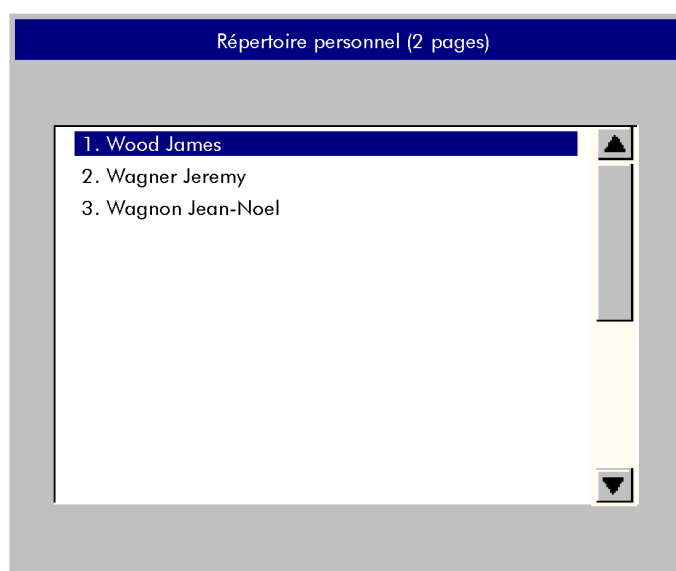 Répertoire personnel (2 pages)
1. Wood James
2. Wagner Jeremy
3. Wagnon Jean-Noel